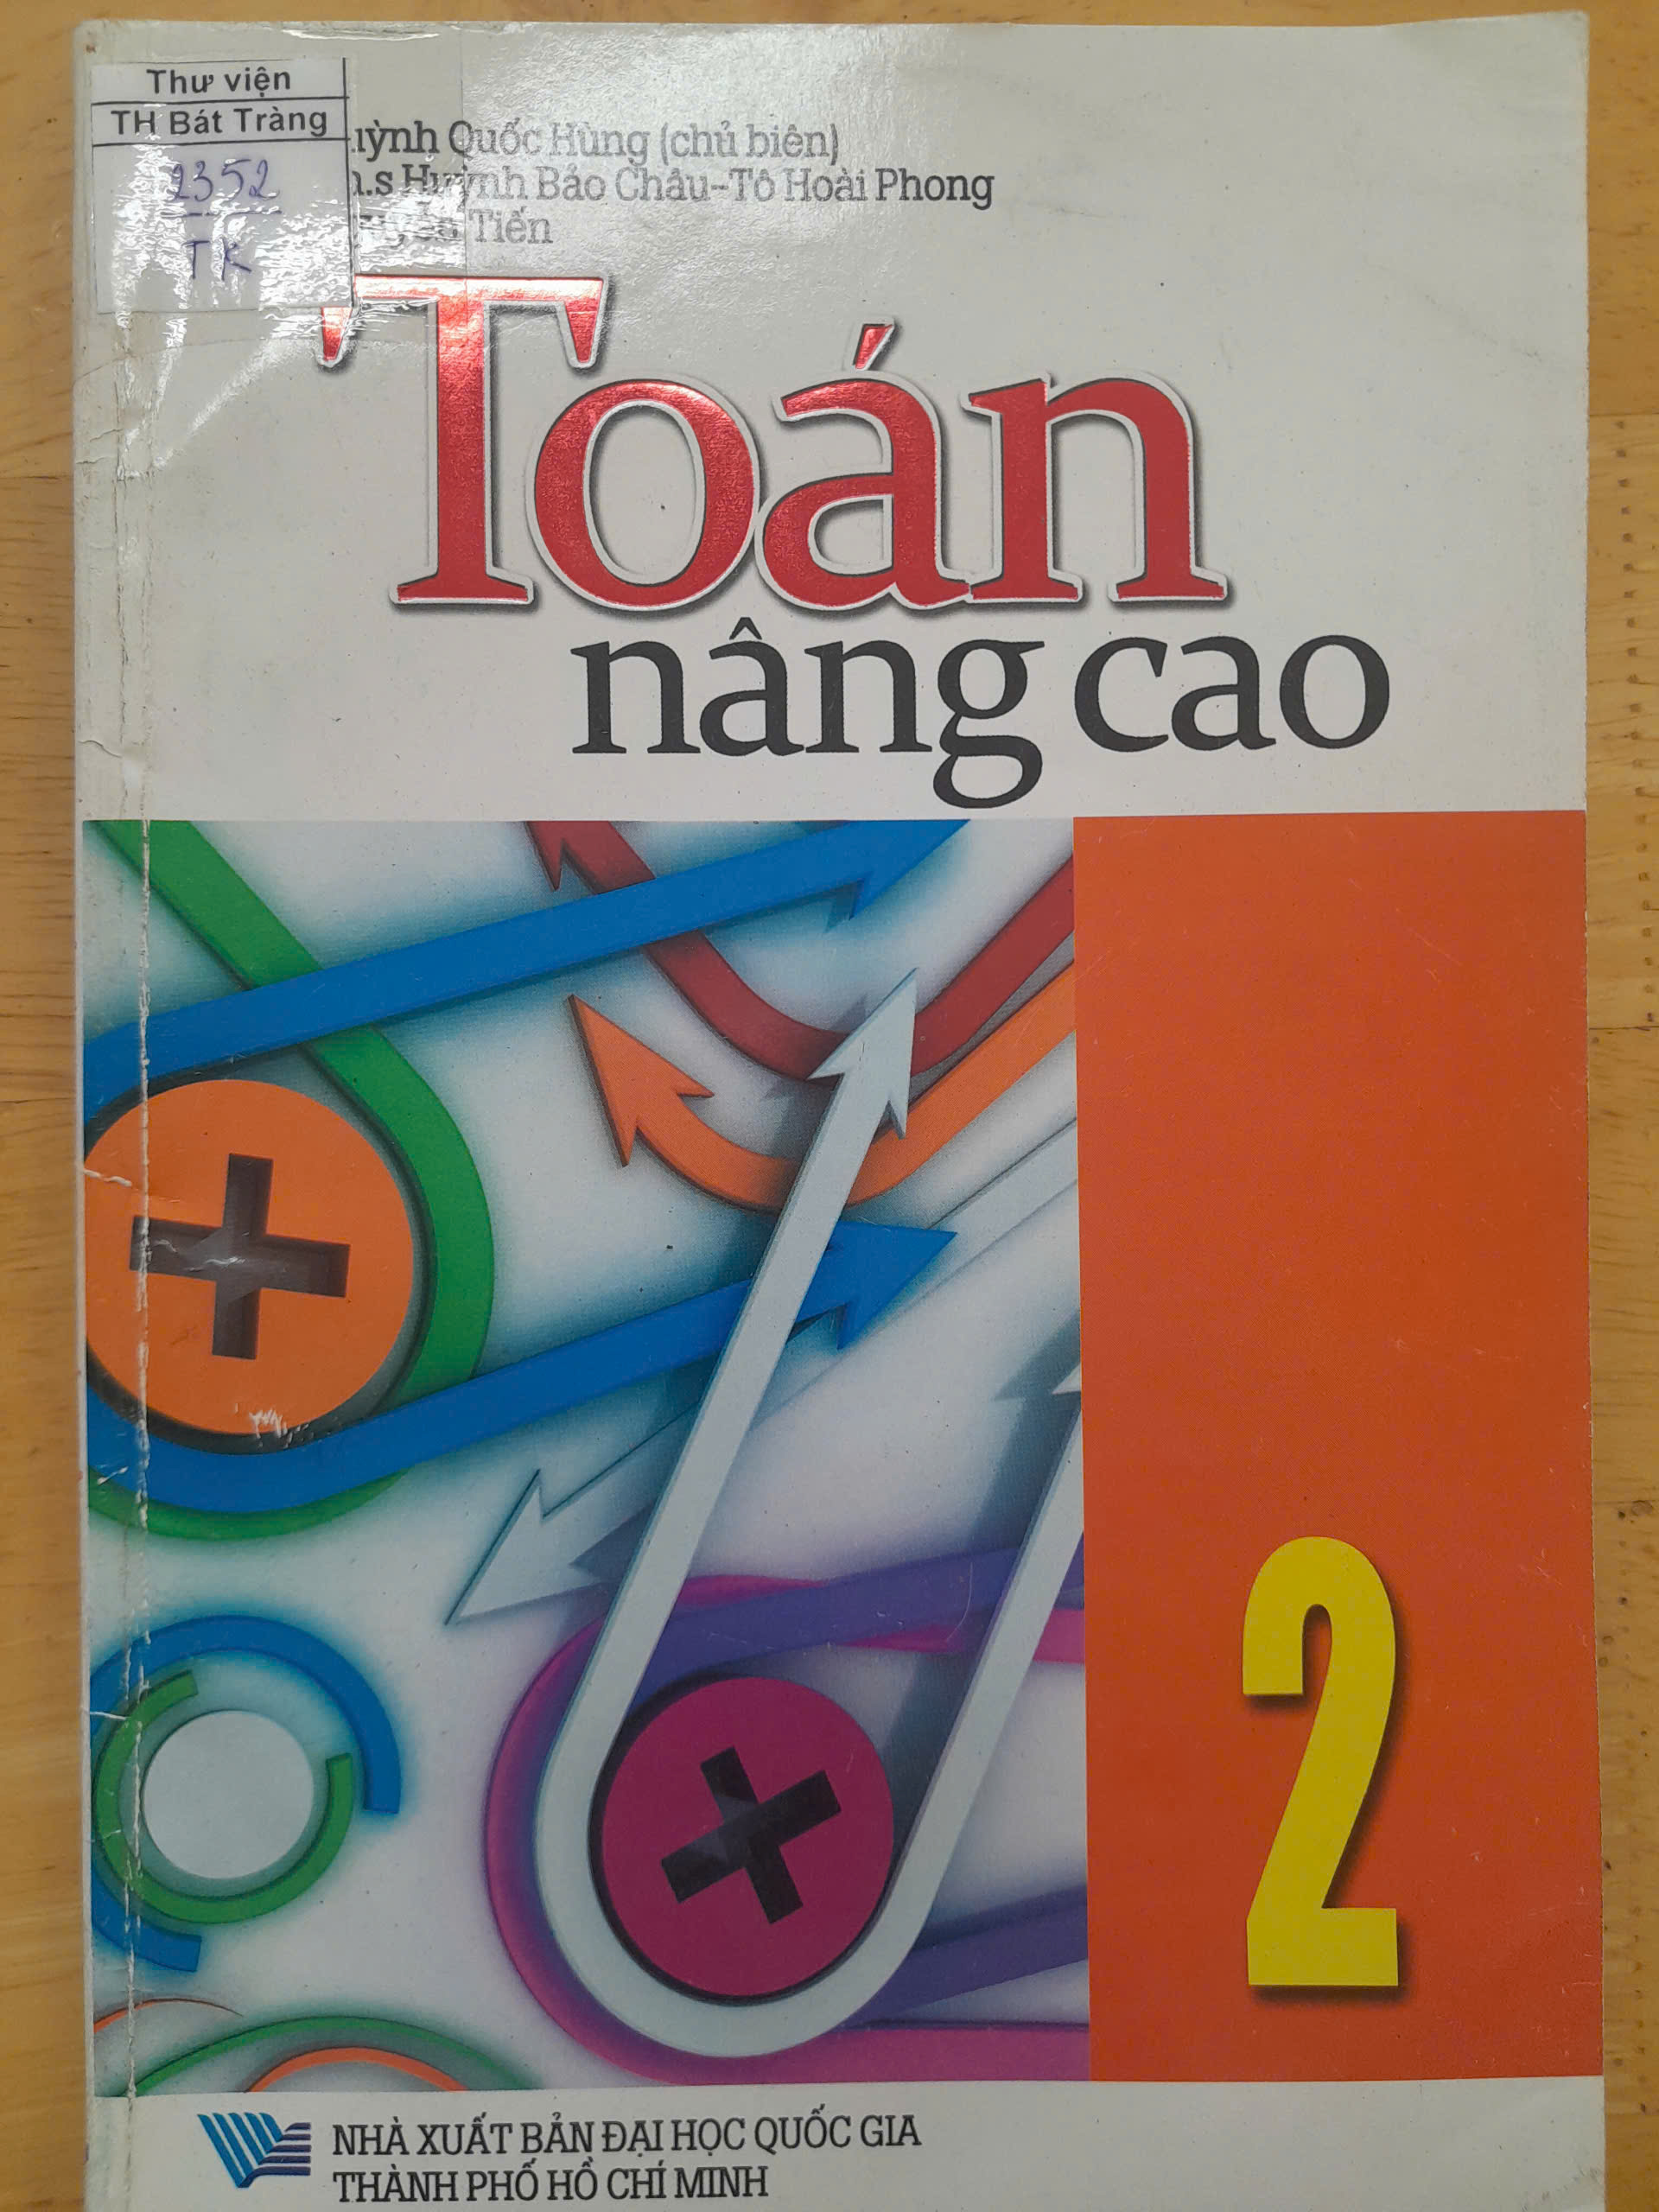 Thư viện
TH Bát Tràng
2352
TK
Quốc Hùng (chủ biên)
Huỳnh Bảo Châu-Tô Hoài Phong
Tiến
Toán
nâng cao
2
NHÀ XUẤT BẢN ĐẠI HỌC QUỐC GIA
THÀNH PHỐ HỒ CHÍ MINH